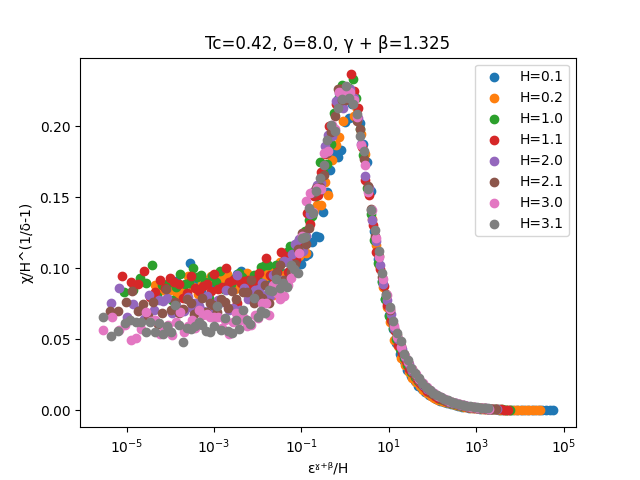 Tc=0.42, δ=8.0, γ + β=1.325
χ/H^(1/δ-1)
0.20
0.15
0.10
0.05
0.00
H=0.1
H=0.2
H=1.0
H=1.1
H=2.0
H=2.1
H=3.0
H=3.1
10⁻⁵
10⁻³
10⁻¹
10¹
10³
10⁵
εˠ⁺ᵝ/H